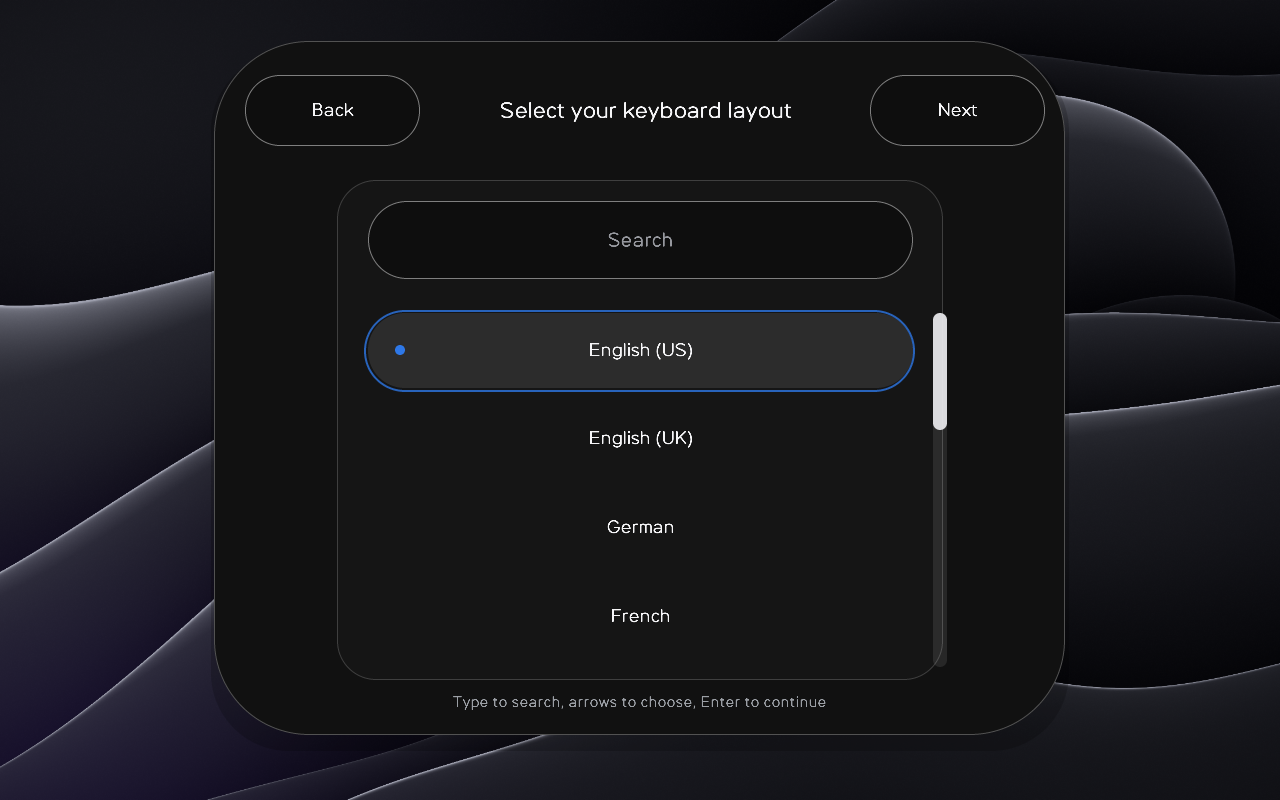 Back
Select your keyboard layout
Next
Search
English (US)
English (UK)
German
French
Type to search, arrows to choose, Enter to continue